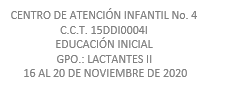 CENTRO DE ATENCIÓN INFANTIL No. 4
C.C.T. 15DDI0004I
EDUCACIÓN INICIAL
GPO.: LACTANTES II
16 AL 20 DE NOVIEMBRE DE 2020